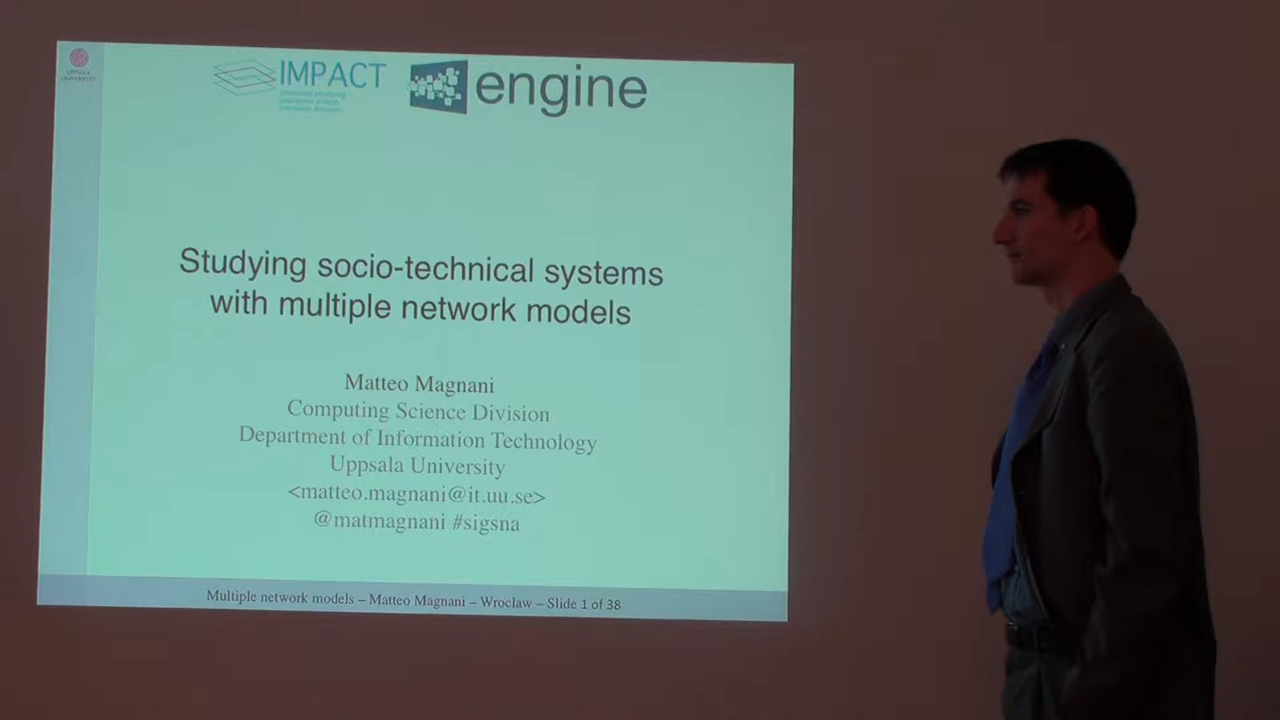 UPPSALA
UNIVERSITET
IMPACT
engine
Studying socio-technical systems
with multiple network models
Matteo Magnani
Computing Science Division
Department of Information Technology
Uppsala University
<matteo.magnani@it.uu.se>
@matmagnani #sigsna
Multiple network models – Matteo Magnani – Wroclaw – Slide 1 of 38